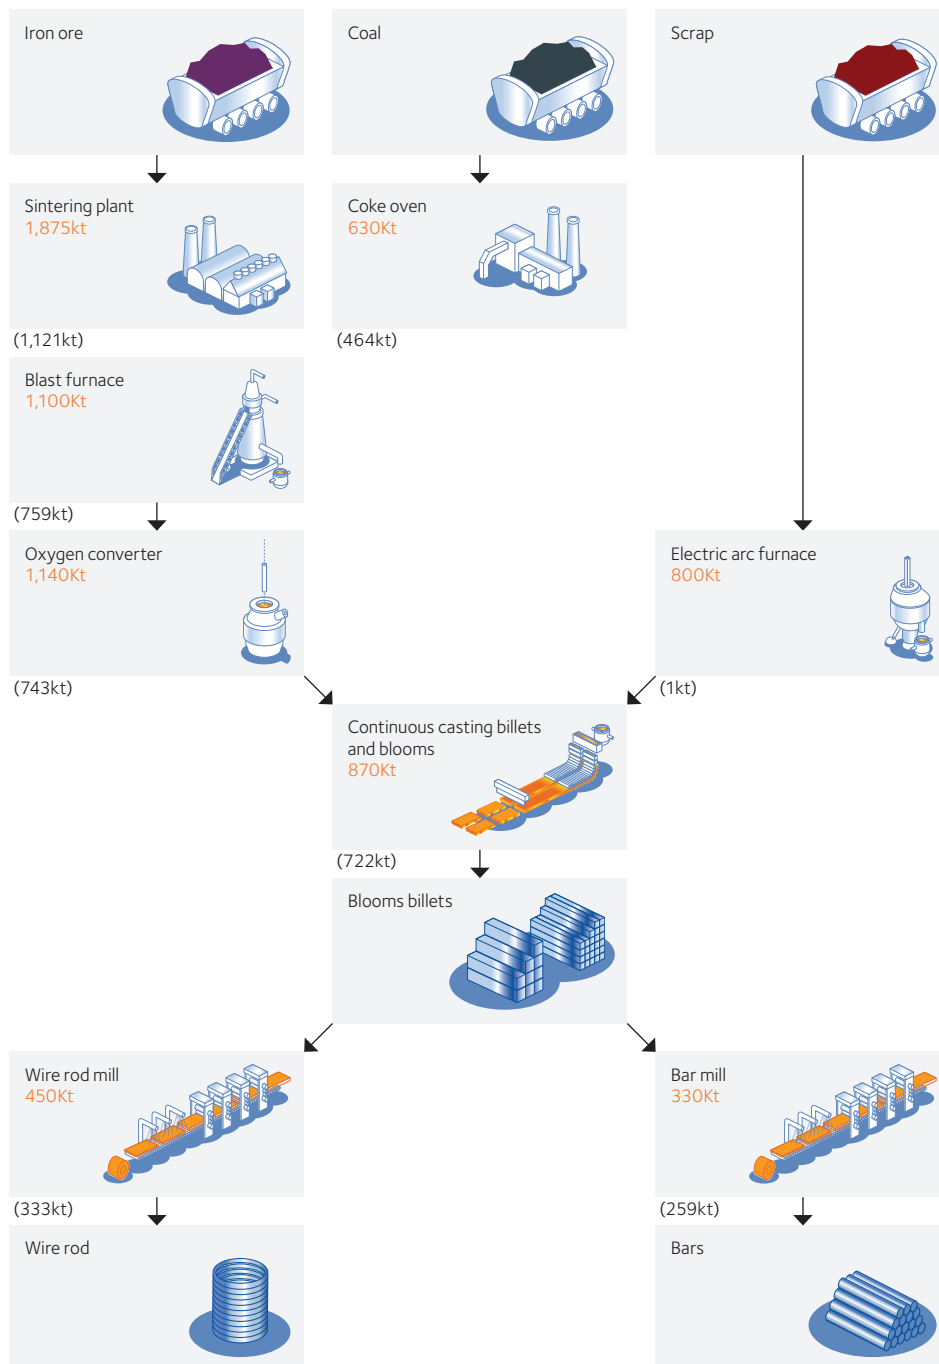 Iron ore
Coal
Scrap
Sintering plant
1,875kt
Coke oven
630Kt
(1,121kt)
(464kt)
Blast furnace
1,100Kt
(759kt)
Oxygen converter
1,140Kt
Electric arc furnace
800Kt
(743kt)
(1kt)
Continuous casting billets
and blooms
870Kt
(722kt)
Blooms billets
Wire rod mill
450Kt
Bar mill
330Kt
(333kt)
(259kt)
Wire rod
Bars